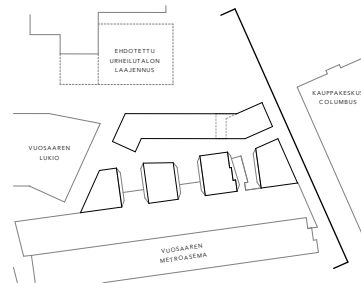 EHDOTETTU
URHEILUTALON
LAAJENNUS
KAUPPAKESKUS
COLUMBUS
VUOSAAREN
LUKIO
VUOSAAREN
METROASEMA